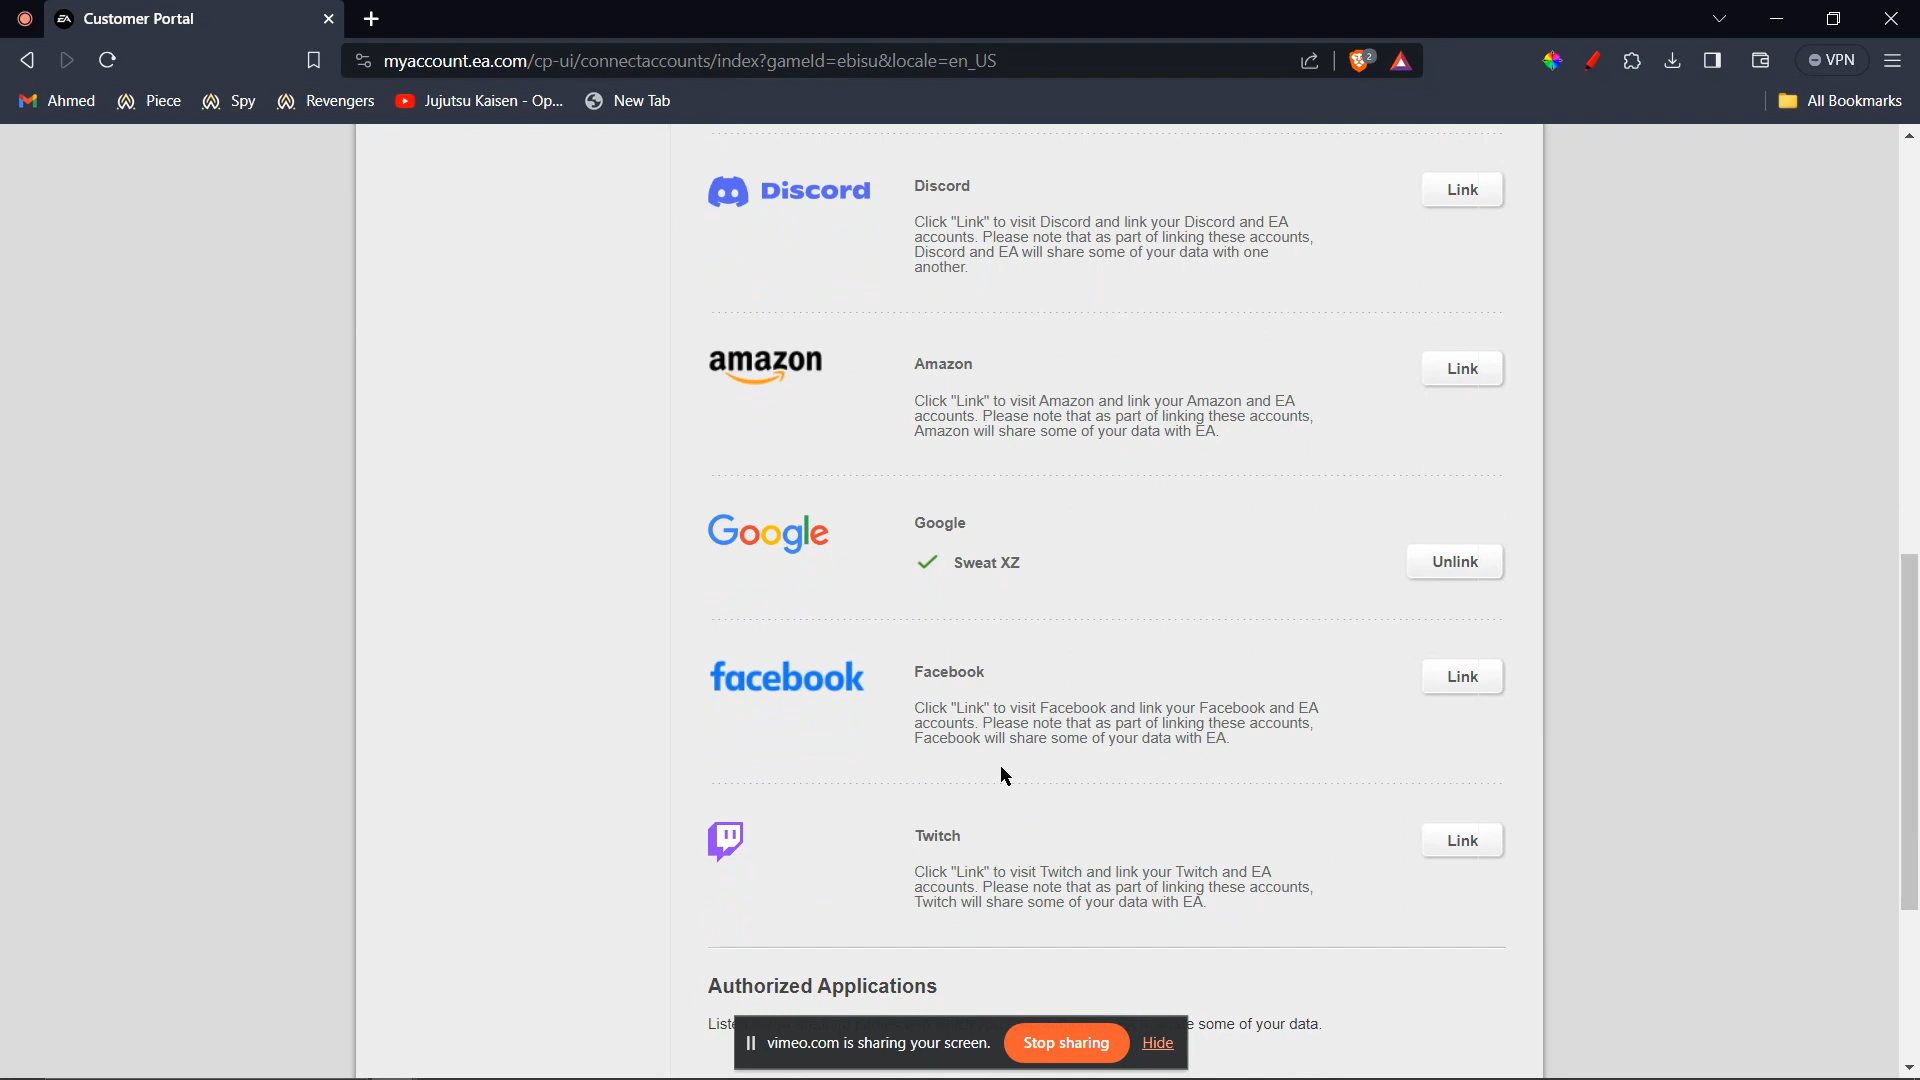 Customer Portal
myaccount.ea.com/cp-ui/connectaccounts/index?gameId=ebisu&locale=en_US
2
VPN
Ahmed
Piece
Spy
Revengers
Jujutsu Kaisen - Op...
New Tab
All Bookmarks
Discord
Discord
Link
Click "Link" to visit Discord and link your Discord and EA
accounts. Please note that as part of linking these accounts,
Discord and EA will share some of your data with one
another.
amazon
Amazon
Link
Click "Link" to visit Amazon and link your Amazon and EA
accounts. Please note that as part of linking these accounts,
Amazon will share some of your data with EA.
Google
Google
Sweat XZ
Unlink
facebook
Facebook
Link
Click "Link" to visit Facebook and link your Facebook and EA
accounts. Please note that as part of linking these accounts,
Facebook will share some of your data with EA.
Twitch
Link
Click "Link" to visit Twitch and link your Twitch and EA
accounts. Please note that as part of linking these accounts,
Twitch will share some of your data with EA.
Authorized Applications
some of your data.
vimeo.com is sharing your screen.
Stop sharing
Hide